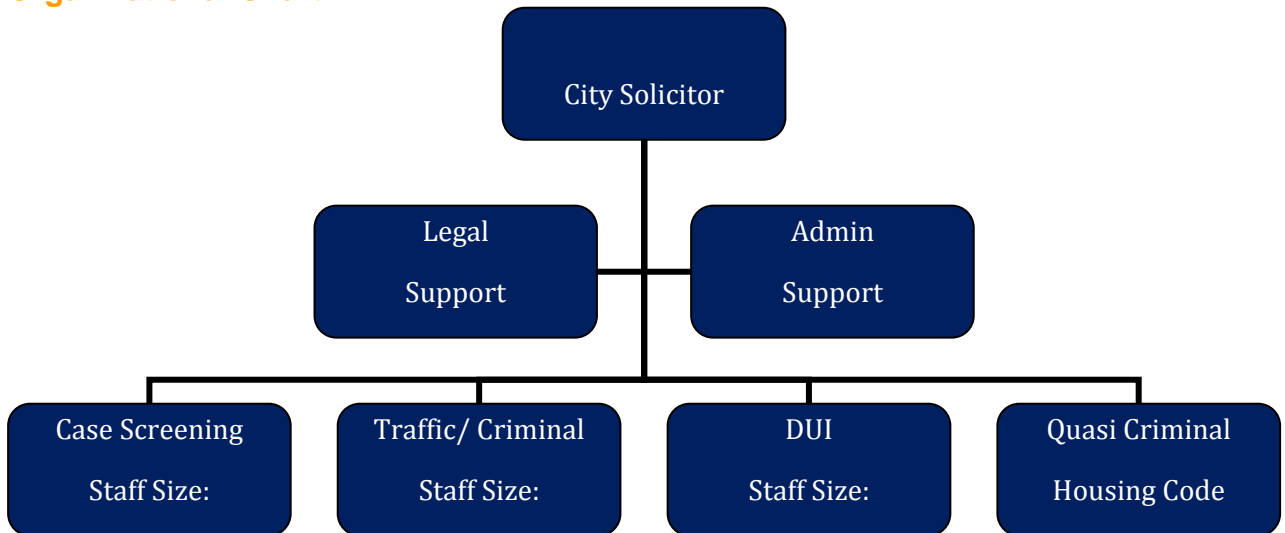 City Solicitor
Legal
Support
Admin
Support
Case Screening
Staff Size:
Traffic/ Criminal
Staff Size:
DUI
Staff Size:
Quasi Criminal
Housing Code